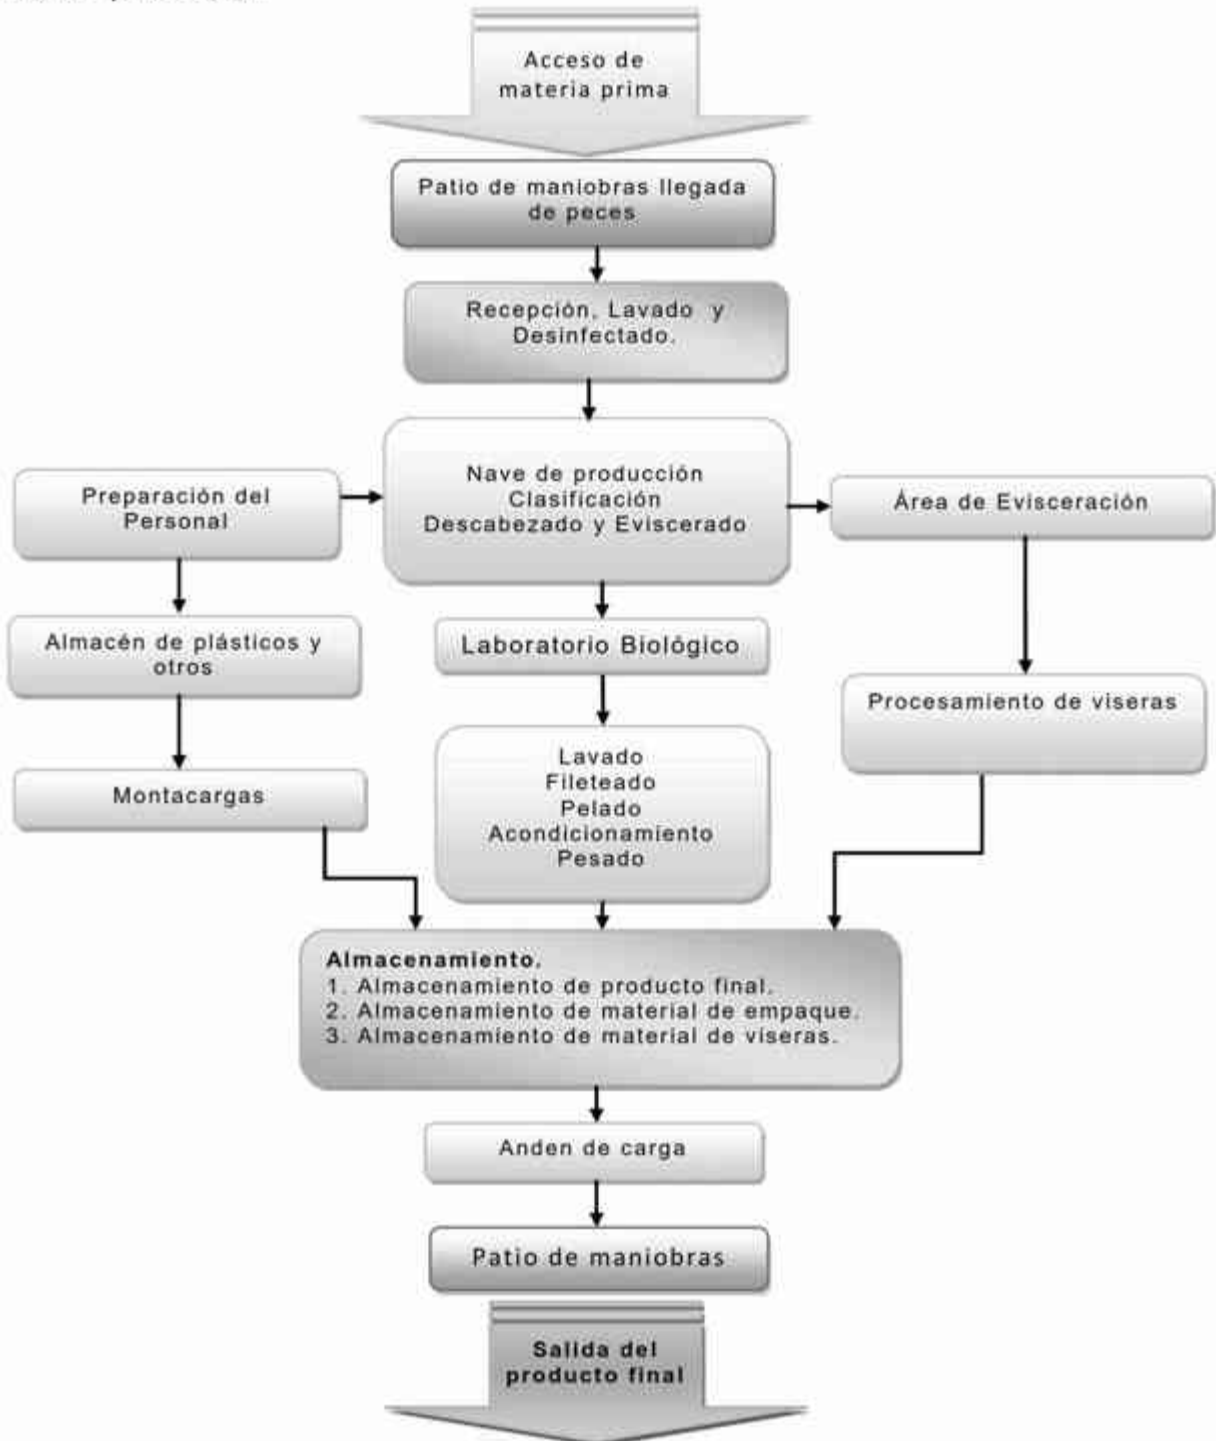 Acceso de
materia prima
Patio de maniobras llegada
de peces
Recepción, Lavado y
Desinfectado.
Nave de producción
Clasificación
Descabezado y Eviscerado
Preparación del
Personal
Área de Evisceración
Almacén de plásticos y
otros
Laboratorio Biológico
Procesamiento de viseras
Montacargas
Lavado
Fileteado
Pelado
Acondicionamiento
Pesado
Almacenamiento.
1. Almacenamiento de producto final.
2. Almacenamiento de material de empaque.
3. Almacenamiento de material de viseras.
Anden de carga
Patio de maniobras
Salida del
producto final